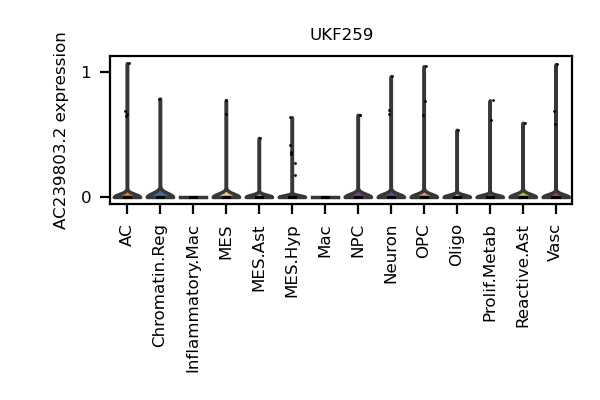 UKF259
AC239803.2 expression
1
0
AC
Chromatin.Reg
Inflammatory.Mac
MES
MES.Ast
MES.Hyp
Mac
NPC
Neuron
OPC
Oligo
Prolif.Metab
Reactive.Ast
Vasc